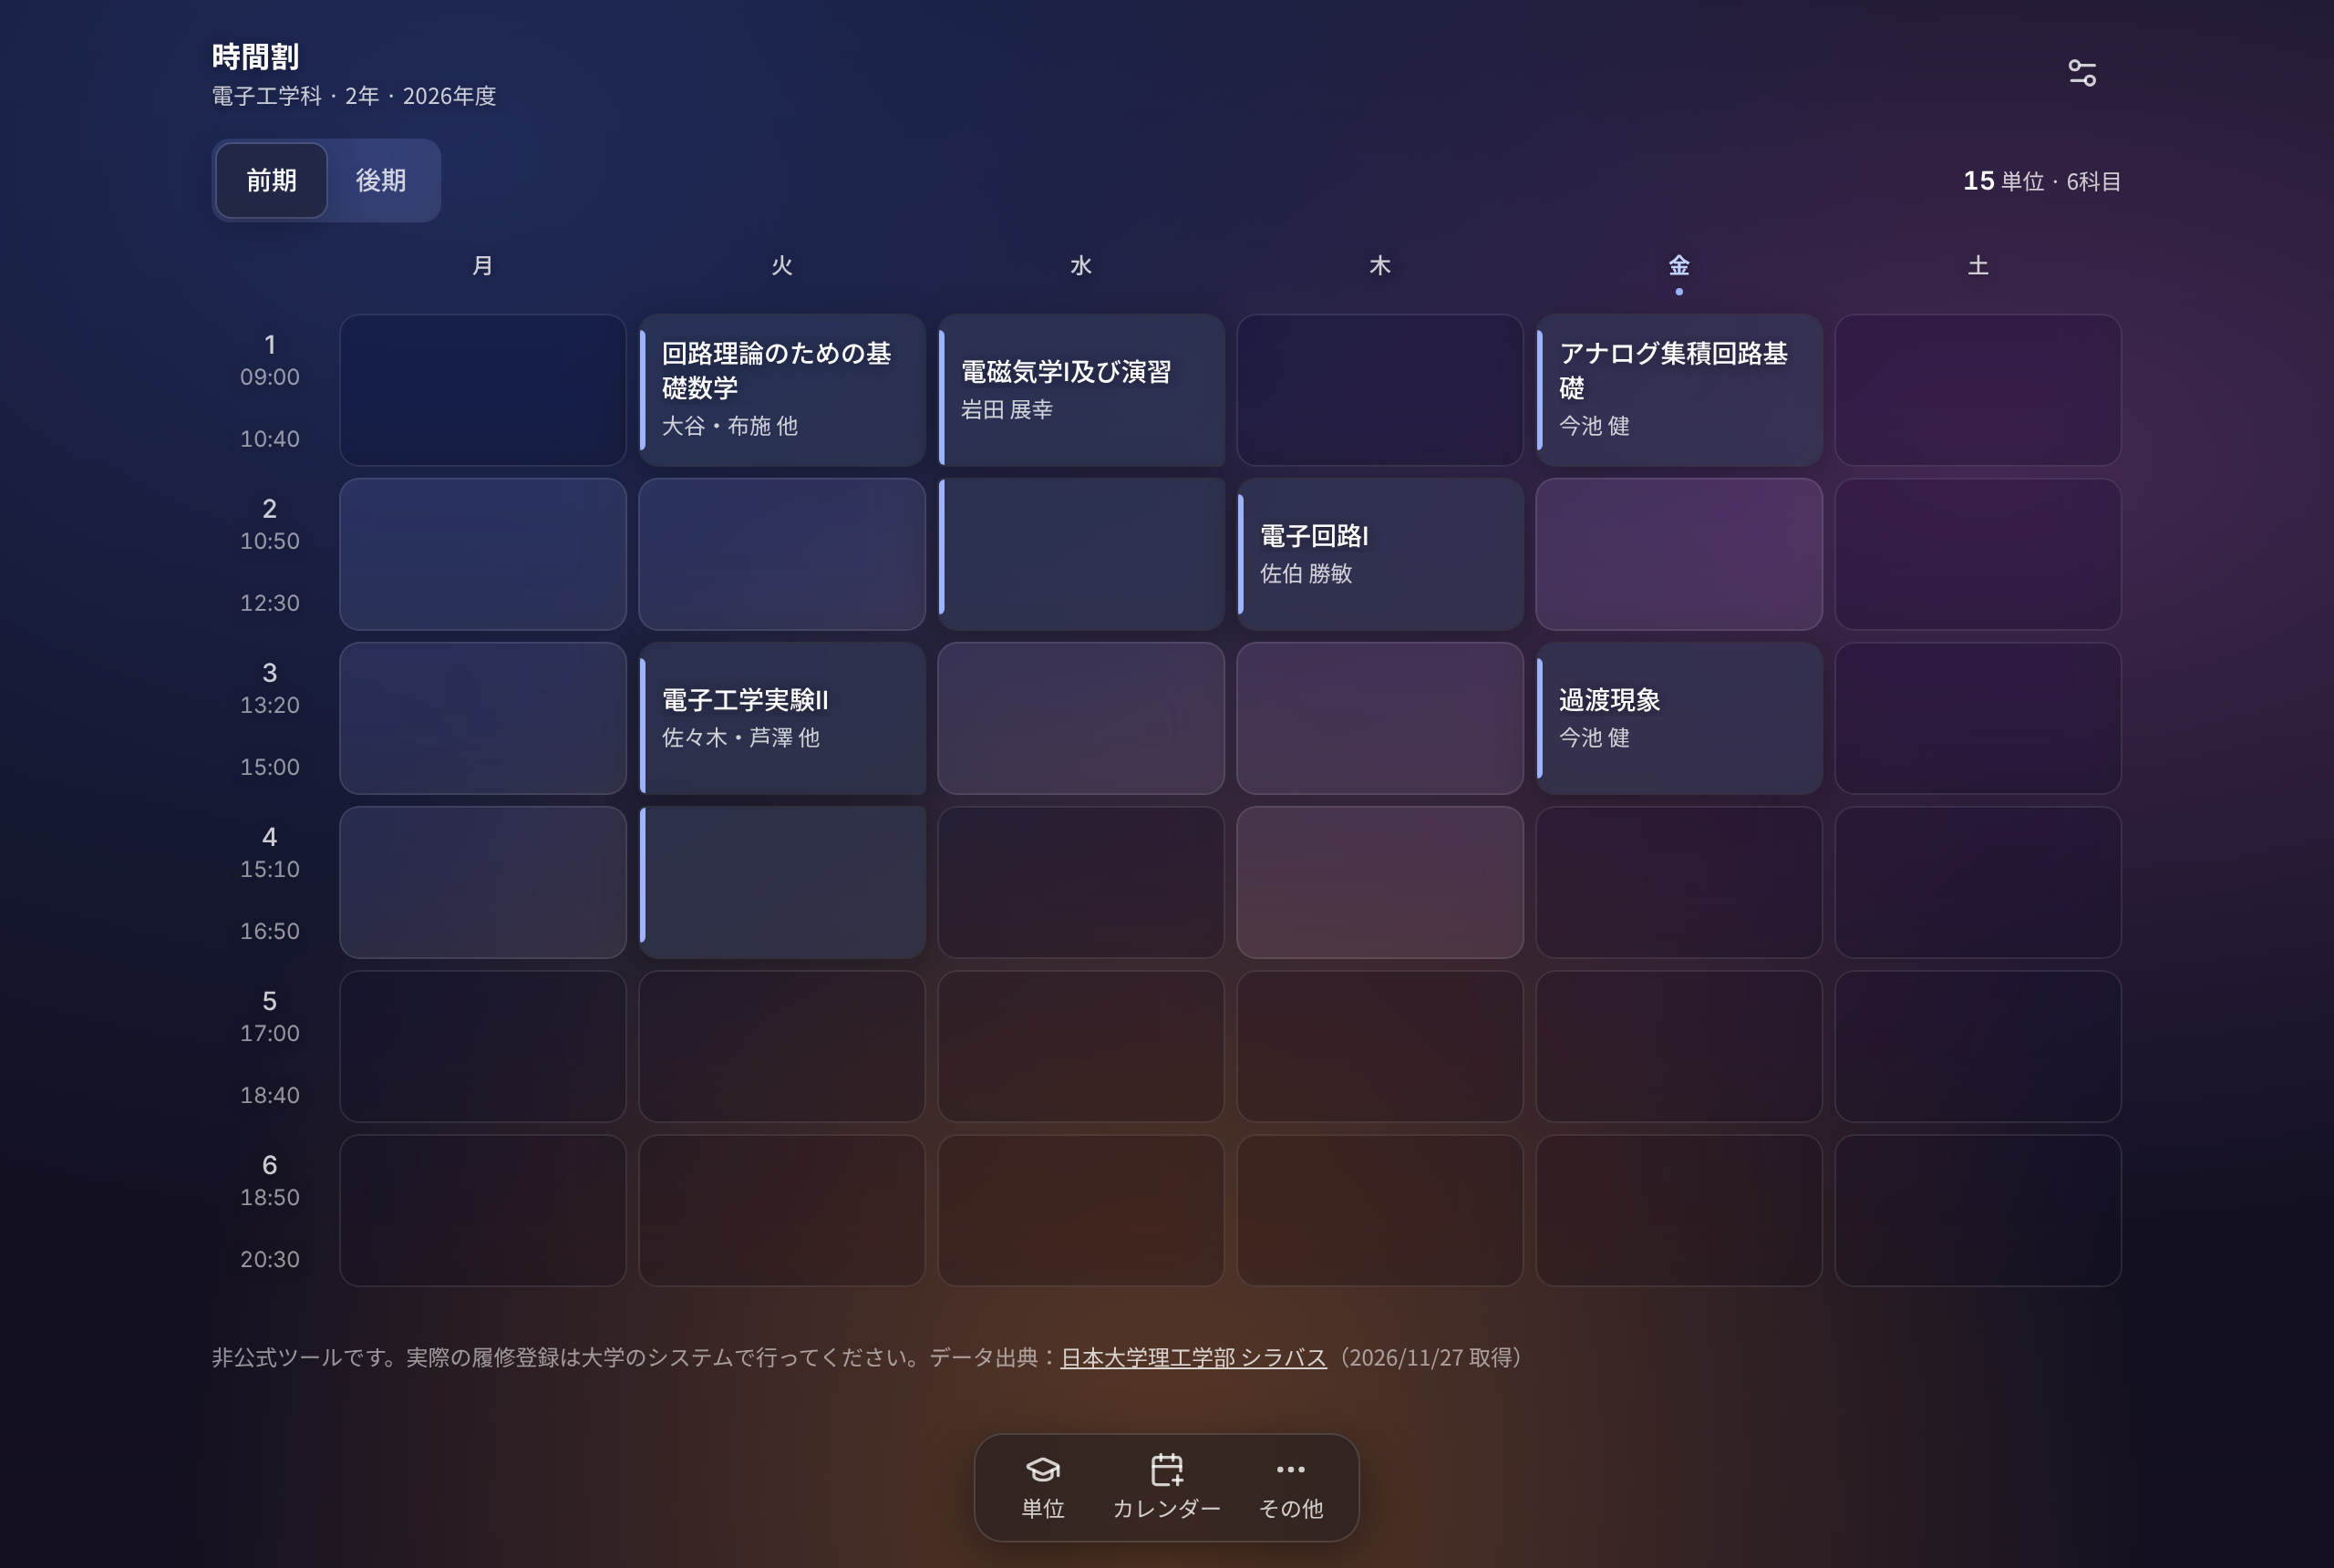 時間割
電子工学科 · 2年 · 2026年度
前期 後期
15 単位 · 6科目
月 火 水 木 金 土
1
09:00
10:40
回路理論のための基
礎数学
大谷・布施 他
電磁気学I及び演習
岩田 展幸
アナログ集積回路基
礎
今池 健
2
10:50
12:30
電子回路I
佐伯 勝敏
3
13:20
15:00
電子工学実験II
佐々木・芦澤 他
過渡現象
今池 健
4
15:10
16:50
5
17:00
18:40
6
18:50
20:30
非公式ツールです。実際の履修登録は大学のシステムで行ってください。データ出典：日本大学理工学部 シラバス（2026/11/27 取得）
単位 カレンダー その他